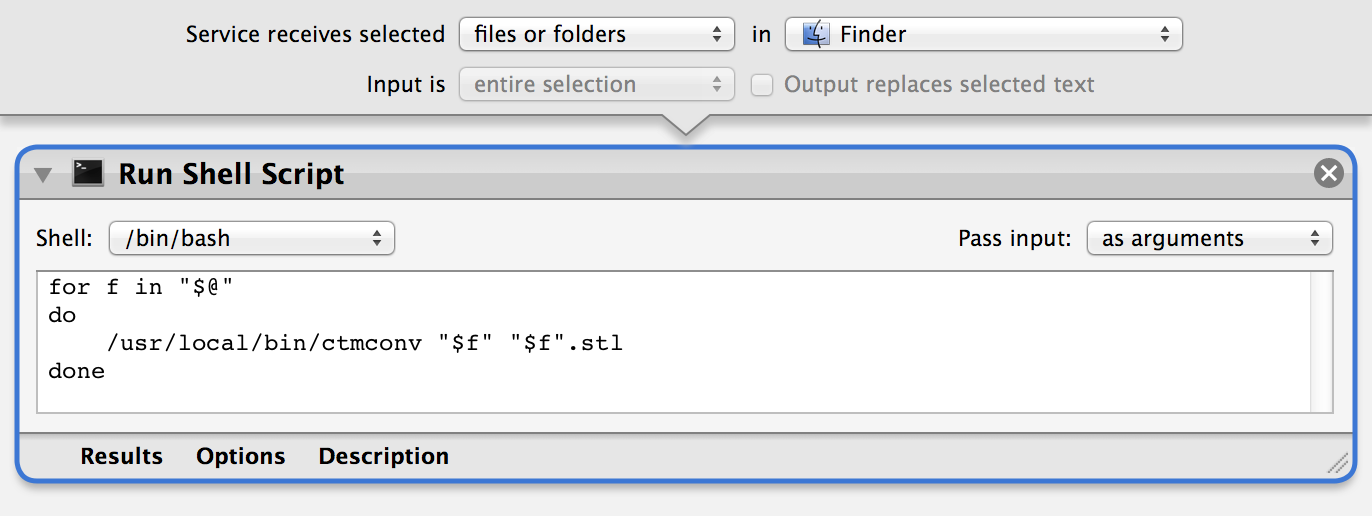 Service receives selected files or folders in Finder
Input is entire selection Output replaces selected text
Run Shell Script
Shell: /bin/bash Pass input: as arguments
for f in "$@"
do
    /usr/local/bin/ctmconv "$f" "$f".stl
done
Results Options Description